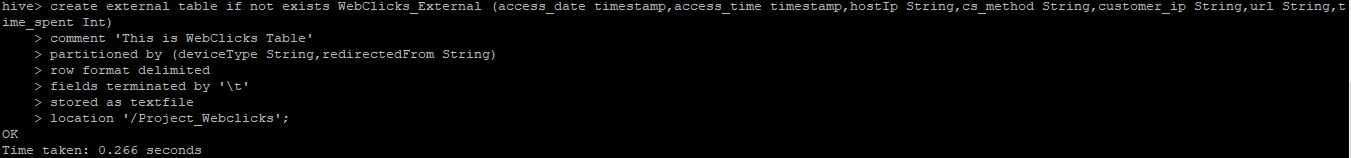 hive> create external table if not exists WebClicks_External (access_date timestamp,access_time timestamp,hostIp String,cs_method String,customer_ip String,url String,t
ime_spent Int)
    > comment 'This is WebClicks Table'
    > partitioned by (deviceType String,redirectedFrom String)
    > row format delimited
    > fields terminated by '\t'
    > stored as textfile
    > location '/Project_Webclicks';
OK
Time taken: 0.266 seconds